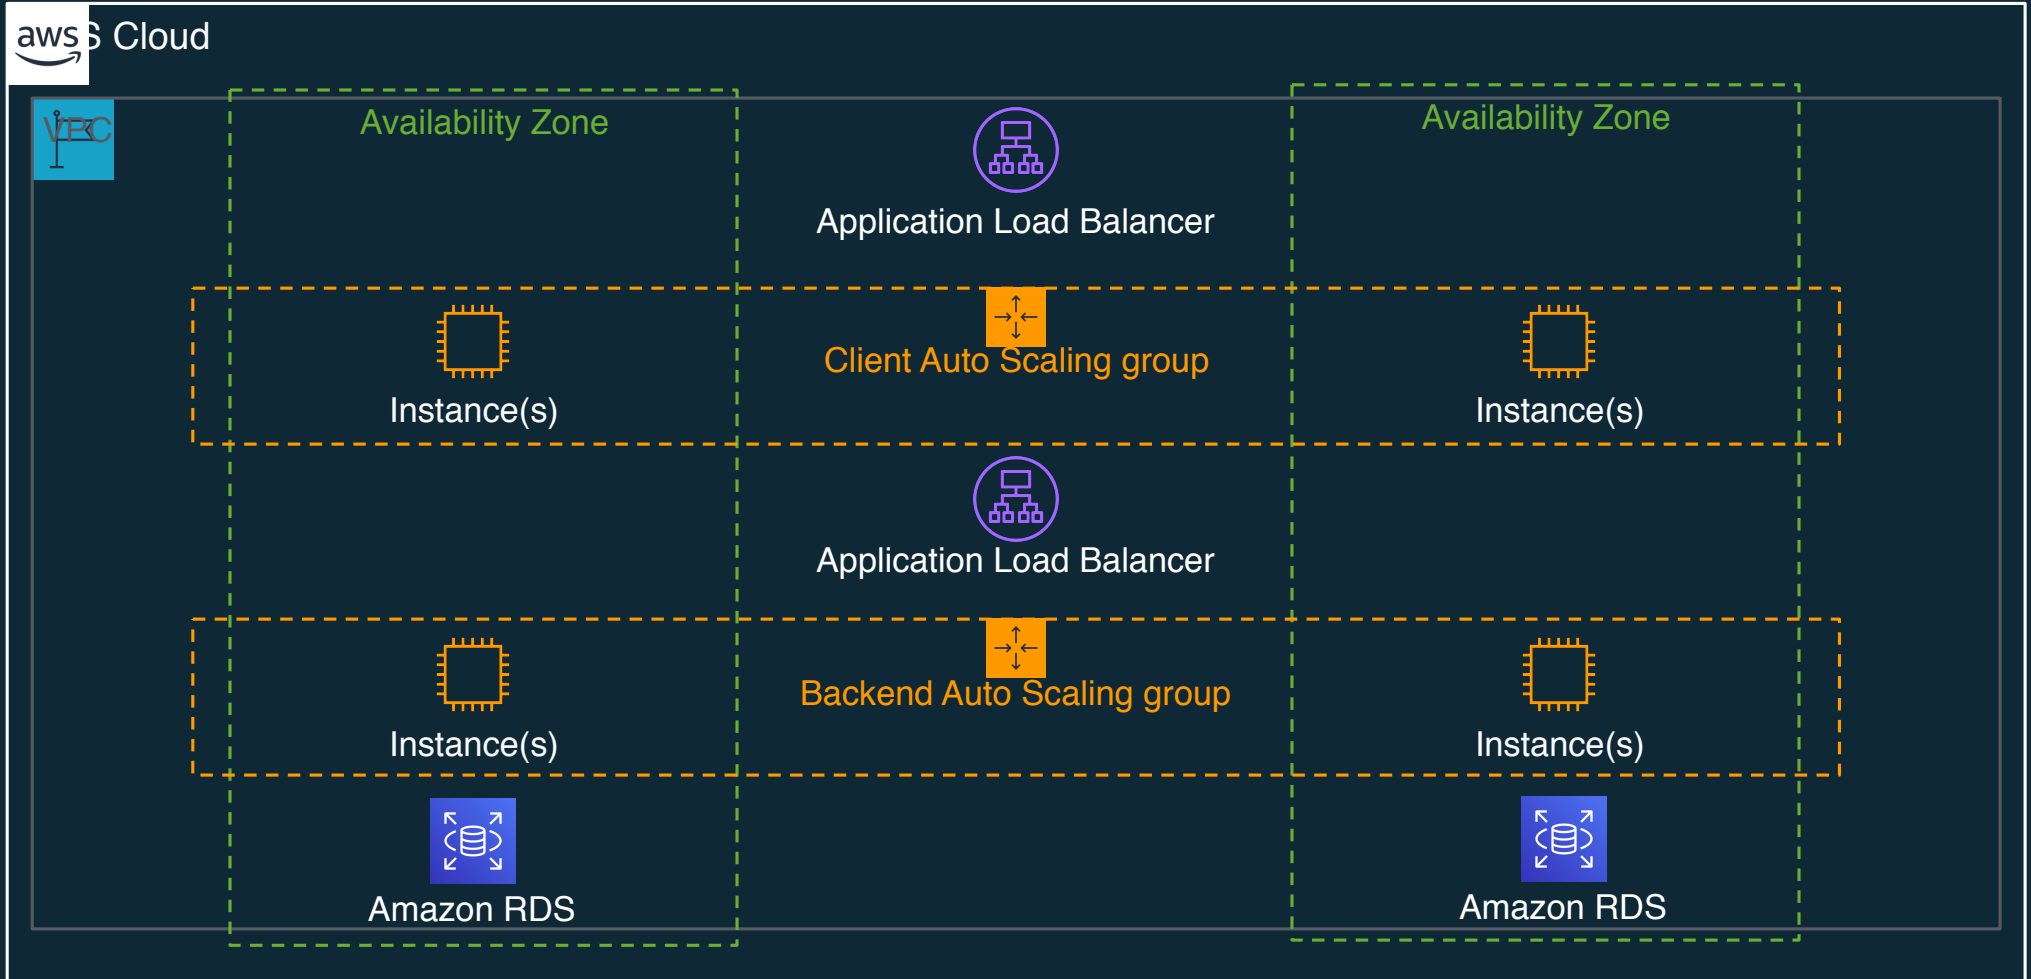 aws
S Cloud
VPC
Availability Zone
Availability Zone
Application Load Balancer
Client Auto Scaling group
Instance(s)
Instance(s)
Application Load Balancer
Backend Auto Scaling group
Instance(s)
Instance(s)
Amazon RDS
Amazon RDS